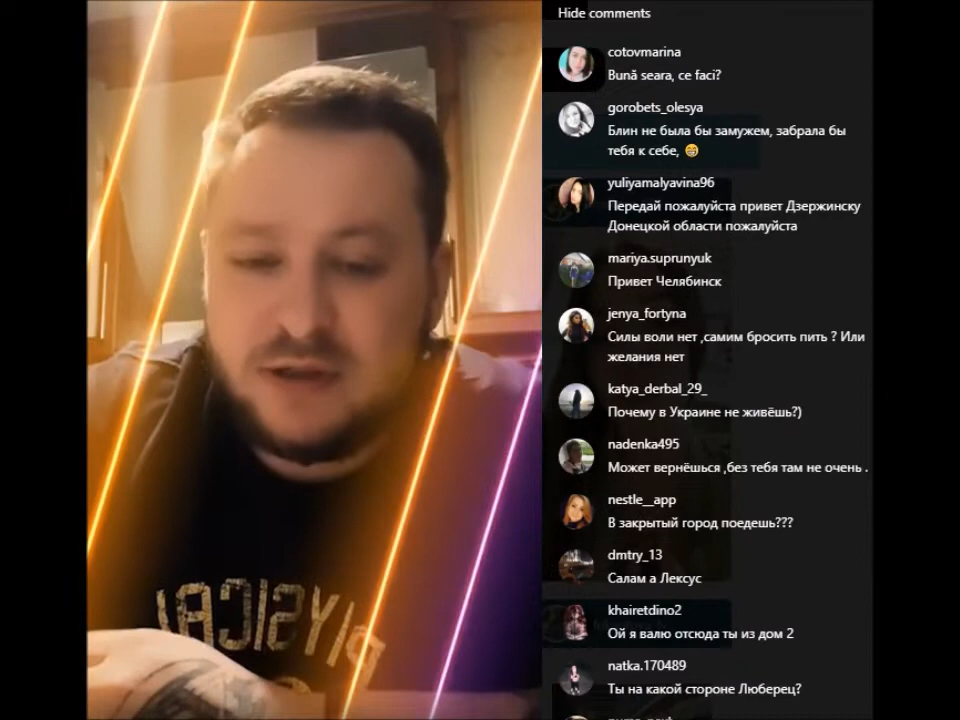 Hide comments
cotovmarina
Bună seara, ce faci?
gorobets_olesya
Блин не была бы замужем, забрала бы
тебя к себе, 😁
yuliyamalyavina96
Передай пожалуйста привет Дзержинску
Донецкой области пожалуйста
mariya.suprunyuk
Привет Челябинск
jenya_fortyna
Силы воли нет ,самим бросить пить ? Или
желания нет
katya_derbal_29_
Почему в Украине не живёшь?)
nadenka495
Может вернёшься ,без тебя там не очень .
nestle__app
В закрытый город поедешь???
dmtry_13
Салам а Лексус
khairetdino2
Ой я валю отсюда ты из дом 2
natka.170489
Ты на какой стороне Люберец?
PHYSICAL